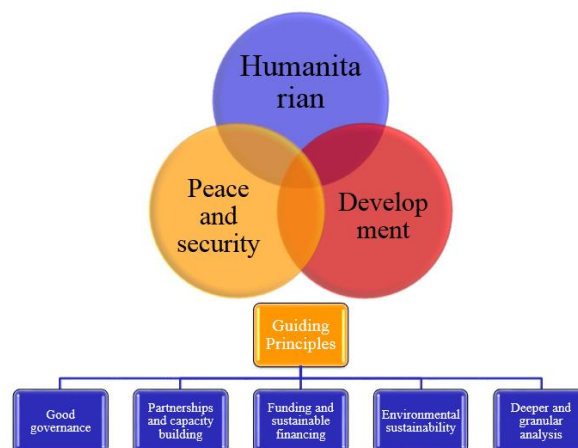 Humanita
rian
Peace
and
security
Develop
ment
Guiding
Principles
Good
governance
Partnerships
and capacity
building
Funding and
sustainable
financing
Environmental
sustainability
Deeper and
granular
analysis